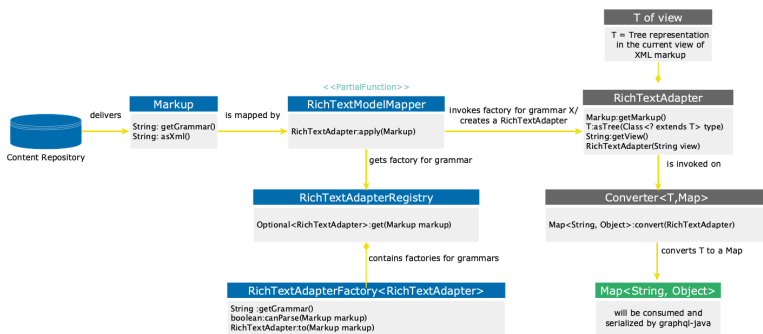 T of view
T = Tree representation
in the current view of
XML markup
<<PartialFunction>>
Markup
RichTextModelMapper
RichTextAdapter
delivers
String: getGrammar()
String: asXml()
is mapped by
RichTextAdapter:apply(Markup)
invokes factory for grammar X/
creates a RichTextAdapter
Markup:getMarkup()
T:asTree(Class<? extends T> type)
String:getView()
RichTextAdapter(String view)
Content Repository
gets factory for grammar
is invoked on
RichTextAdapterRegistry
Converter<T,Map>
Optional<RichTextAdapter>:get(Markup markup)
Map<String, Object>:convert(RichTextAdapter)
contains factories for grammars
converts T to a Map
RichTextAdapterFactory<RichTextAdapter>
Map<String, Object>
String :getGrammar()
boolean:canParse(Markup markup)
RichTextAdapter:to(Markup markup)
will be consumed and
serialized by graphql-java